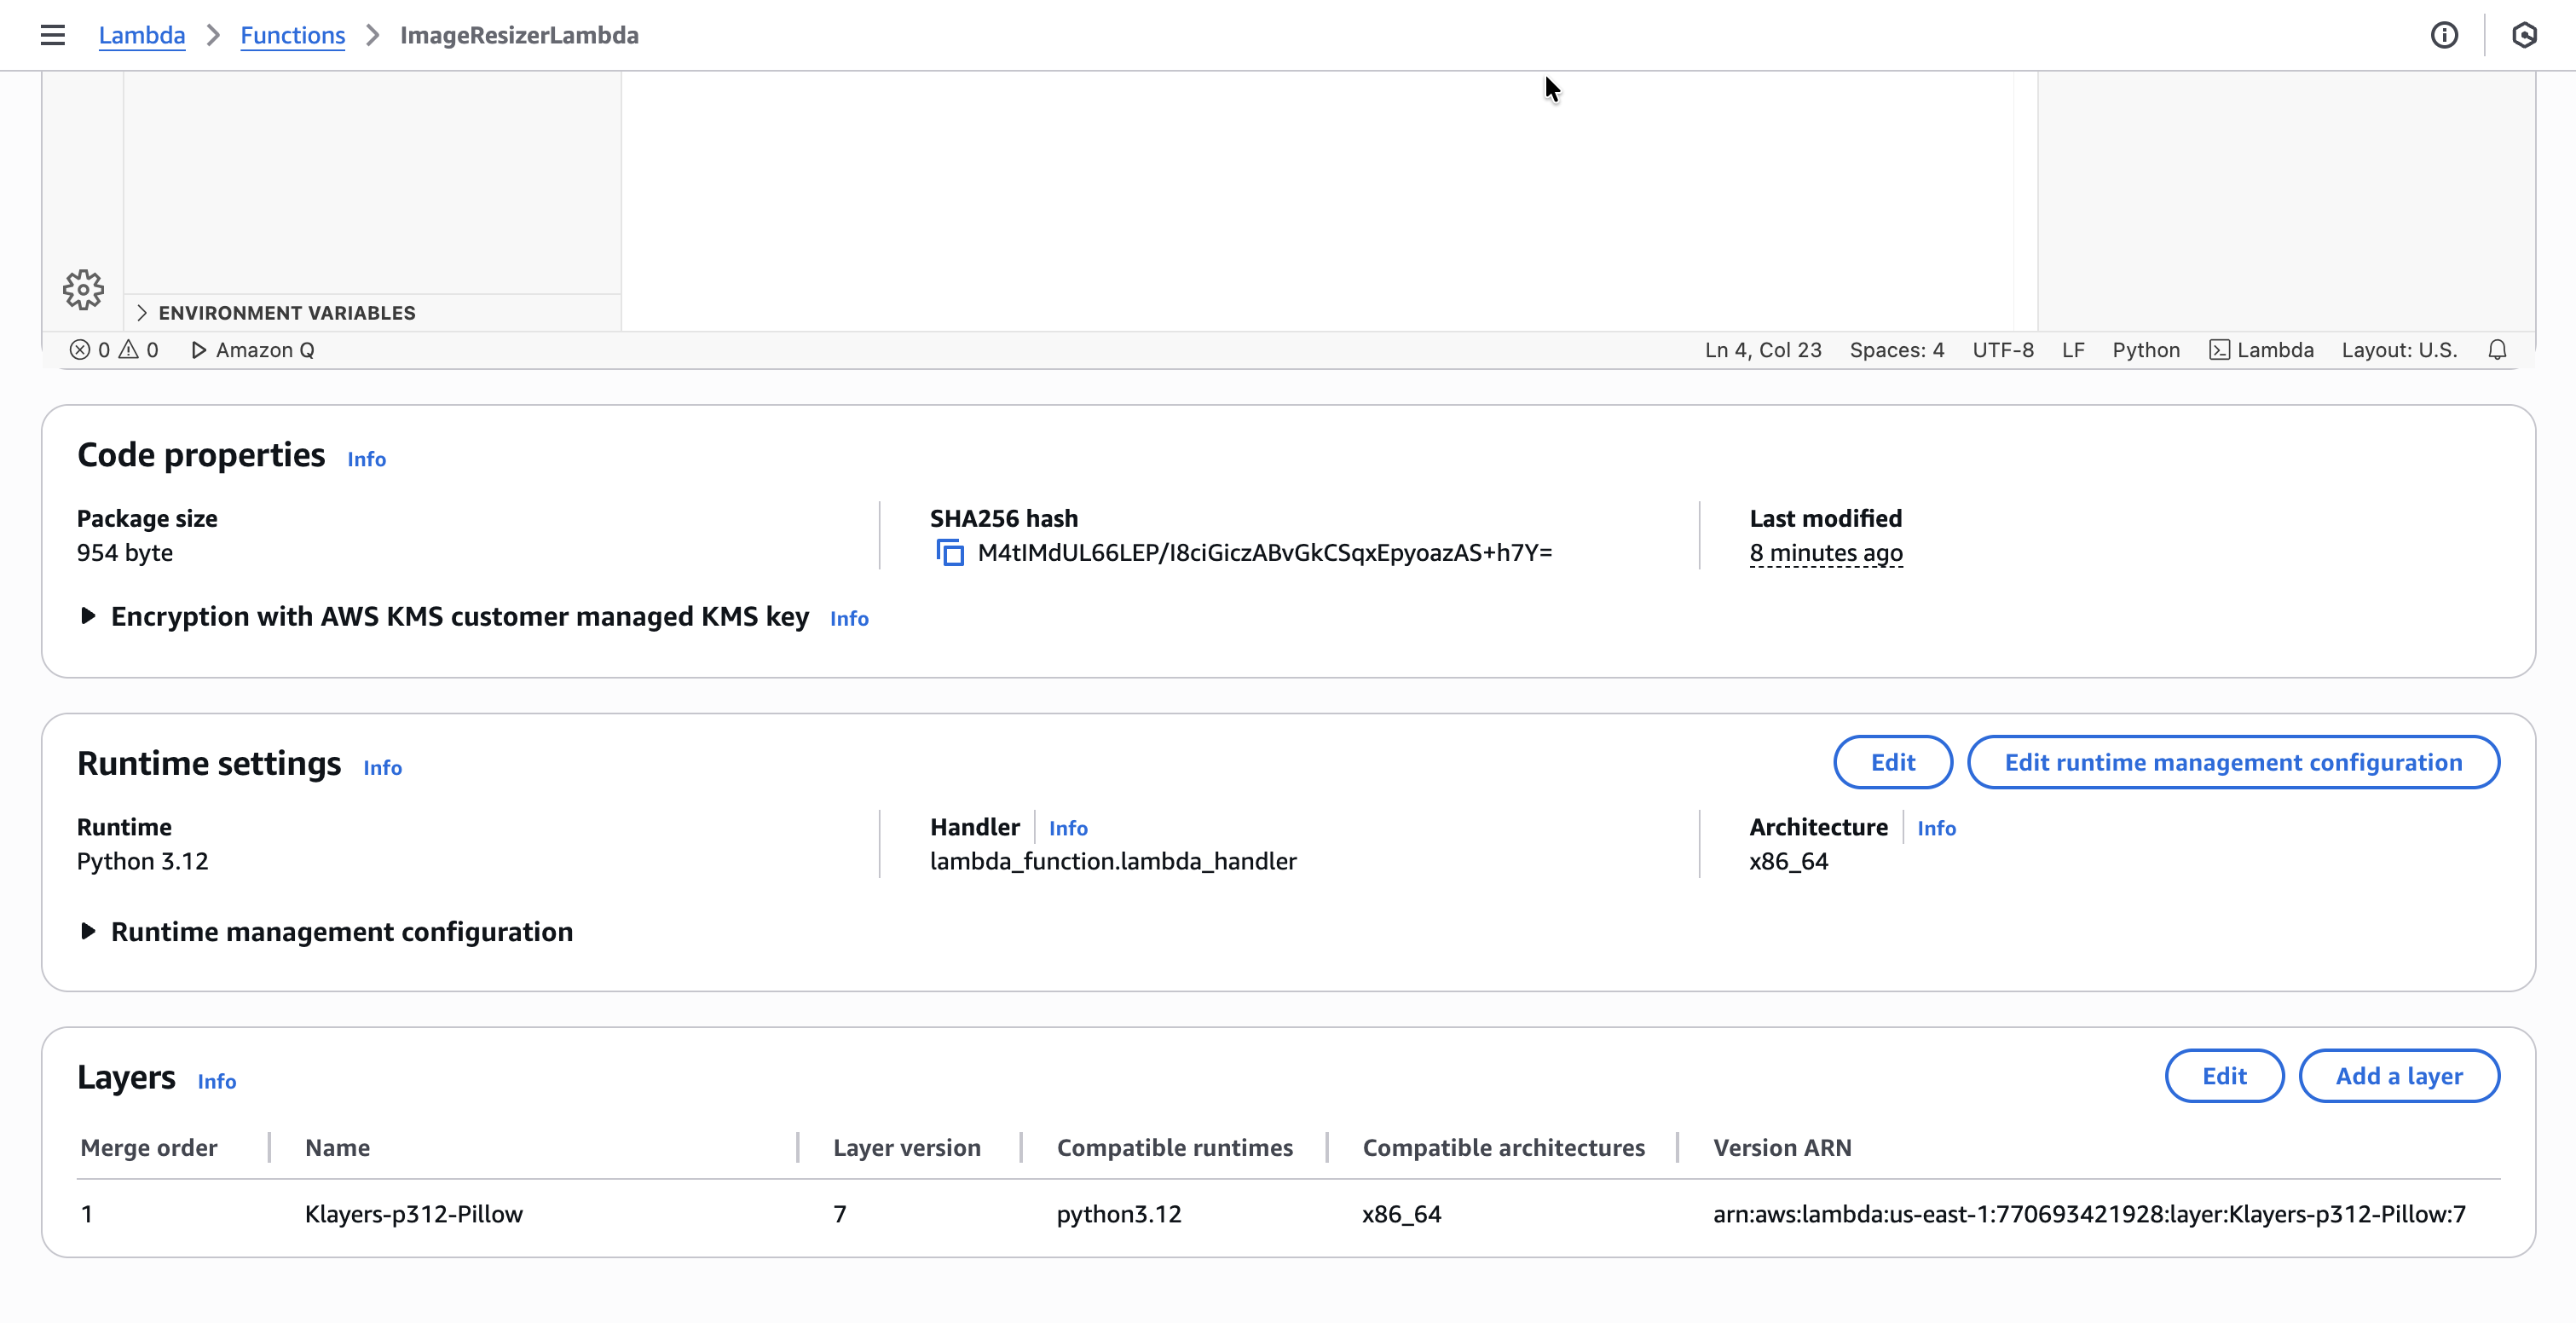 Lambda > Functions > ImageResizerLambda
ENVIRONMENT VARIABLES
0 0 Amazon Q Ln 4, Col 23 Spaces: 4 UTF-8 LF Python Lambda Layout: U.S.
Code properties Info
Package size SHA256 hash Last modified
954 byte M4tIMdUL66LEP/I8ciGiczABvGkCSqxEpyoazAS+h7Y= 8 minutes ago
Encryption with AWS KMS customer managed KMS key Info
Runtime settings Info Edit Edit runtime management configuration
Runtime Handler Info Architecture Info
Python 3.12 lambda_function.lambda_handler x86_64
Runtime management configuration
Layers Info Edit Add a layer
Merge order Name Layer version Compatible runtimes Compatible architectures Version ARN
1 Klayers-p312-Pillow 7 python3.12 x86_64 arn:aws:lambda:us-east-1:770693421928:layer:Klayers-p312-Pillow:7